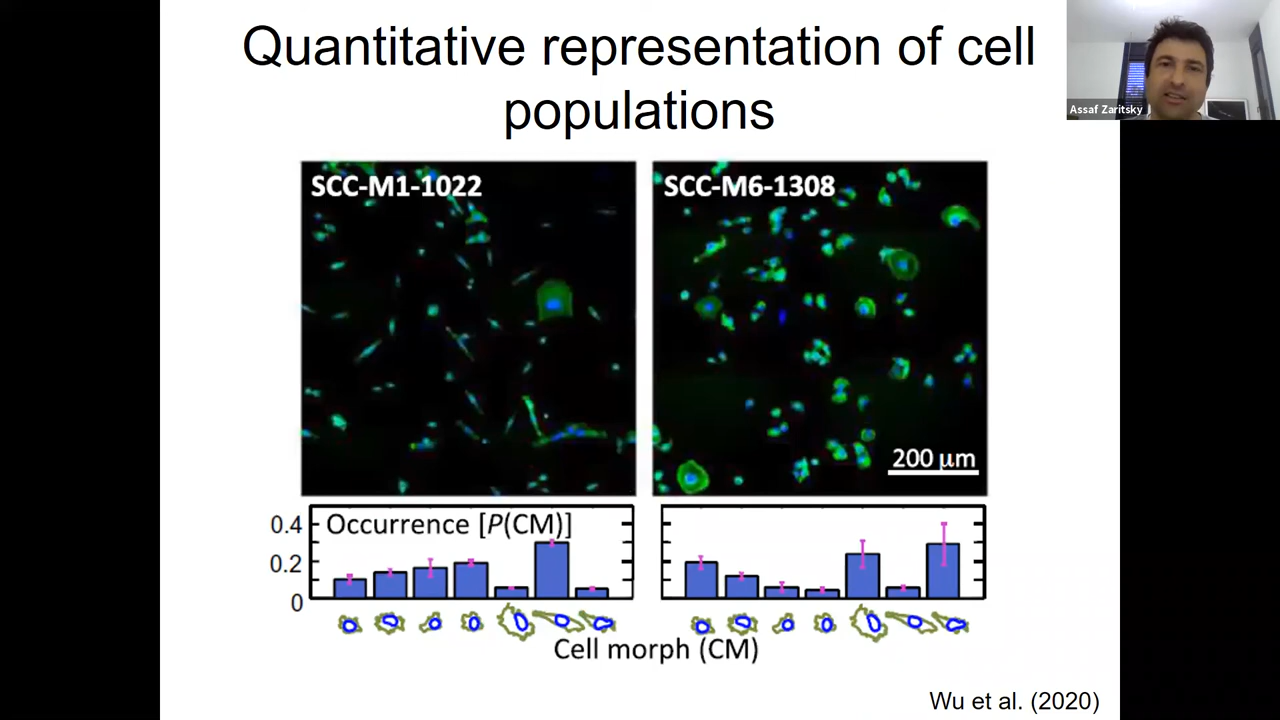 Quantitative representation of cell
populations
Assaf Zaritsky
SCC-M1-1022
SCC-M6-1308
200 μm
0.4
Occurrence [P(CM)]
0.2
0
Cell morph (CM)
Wu et al. (2020)